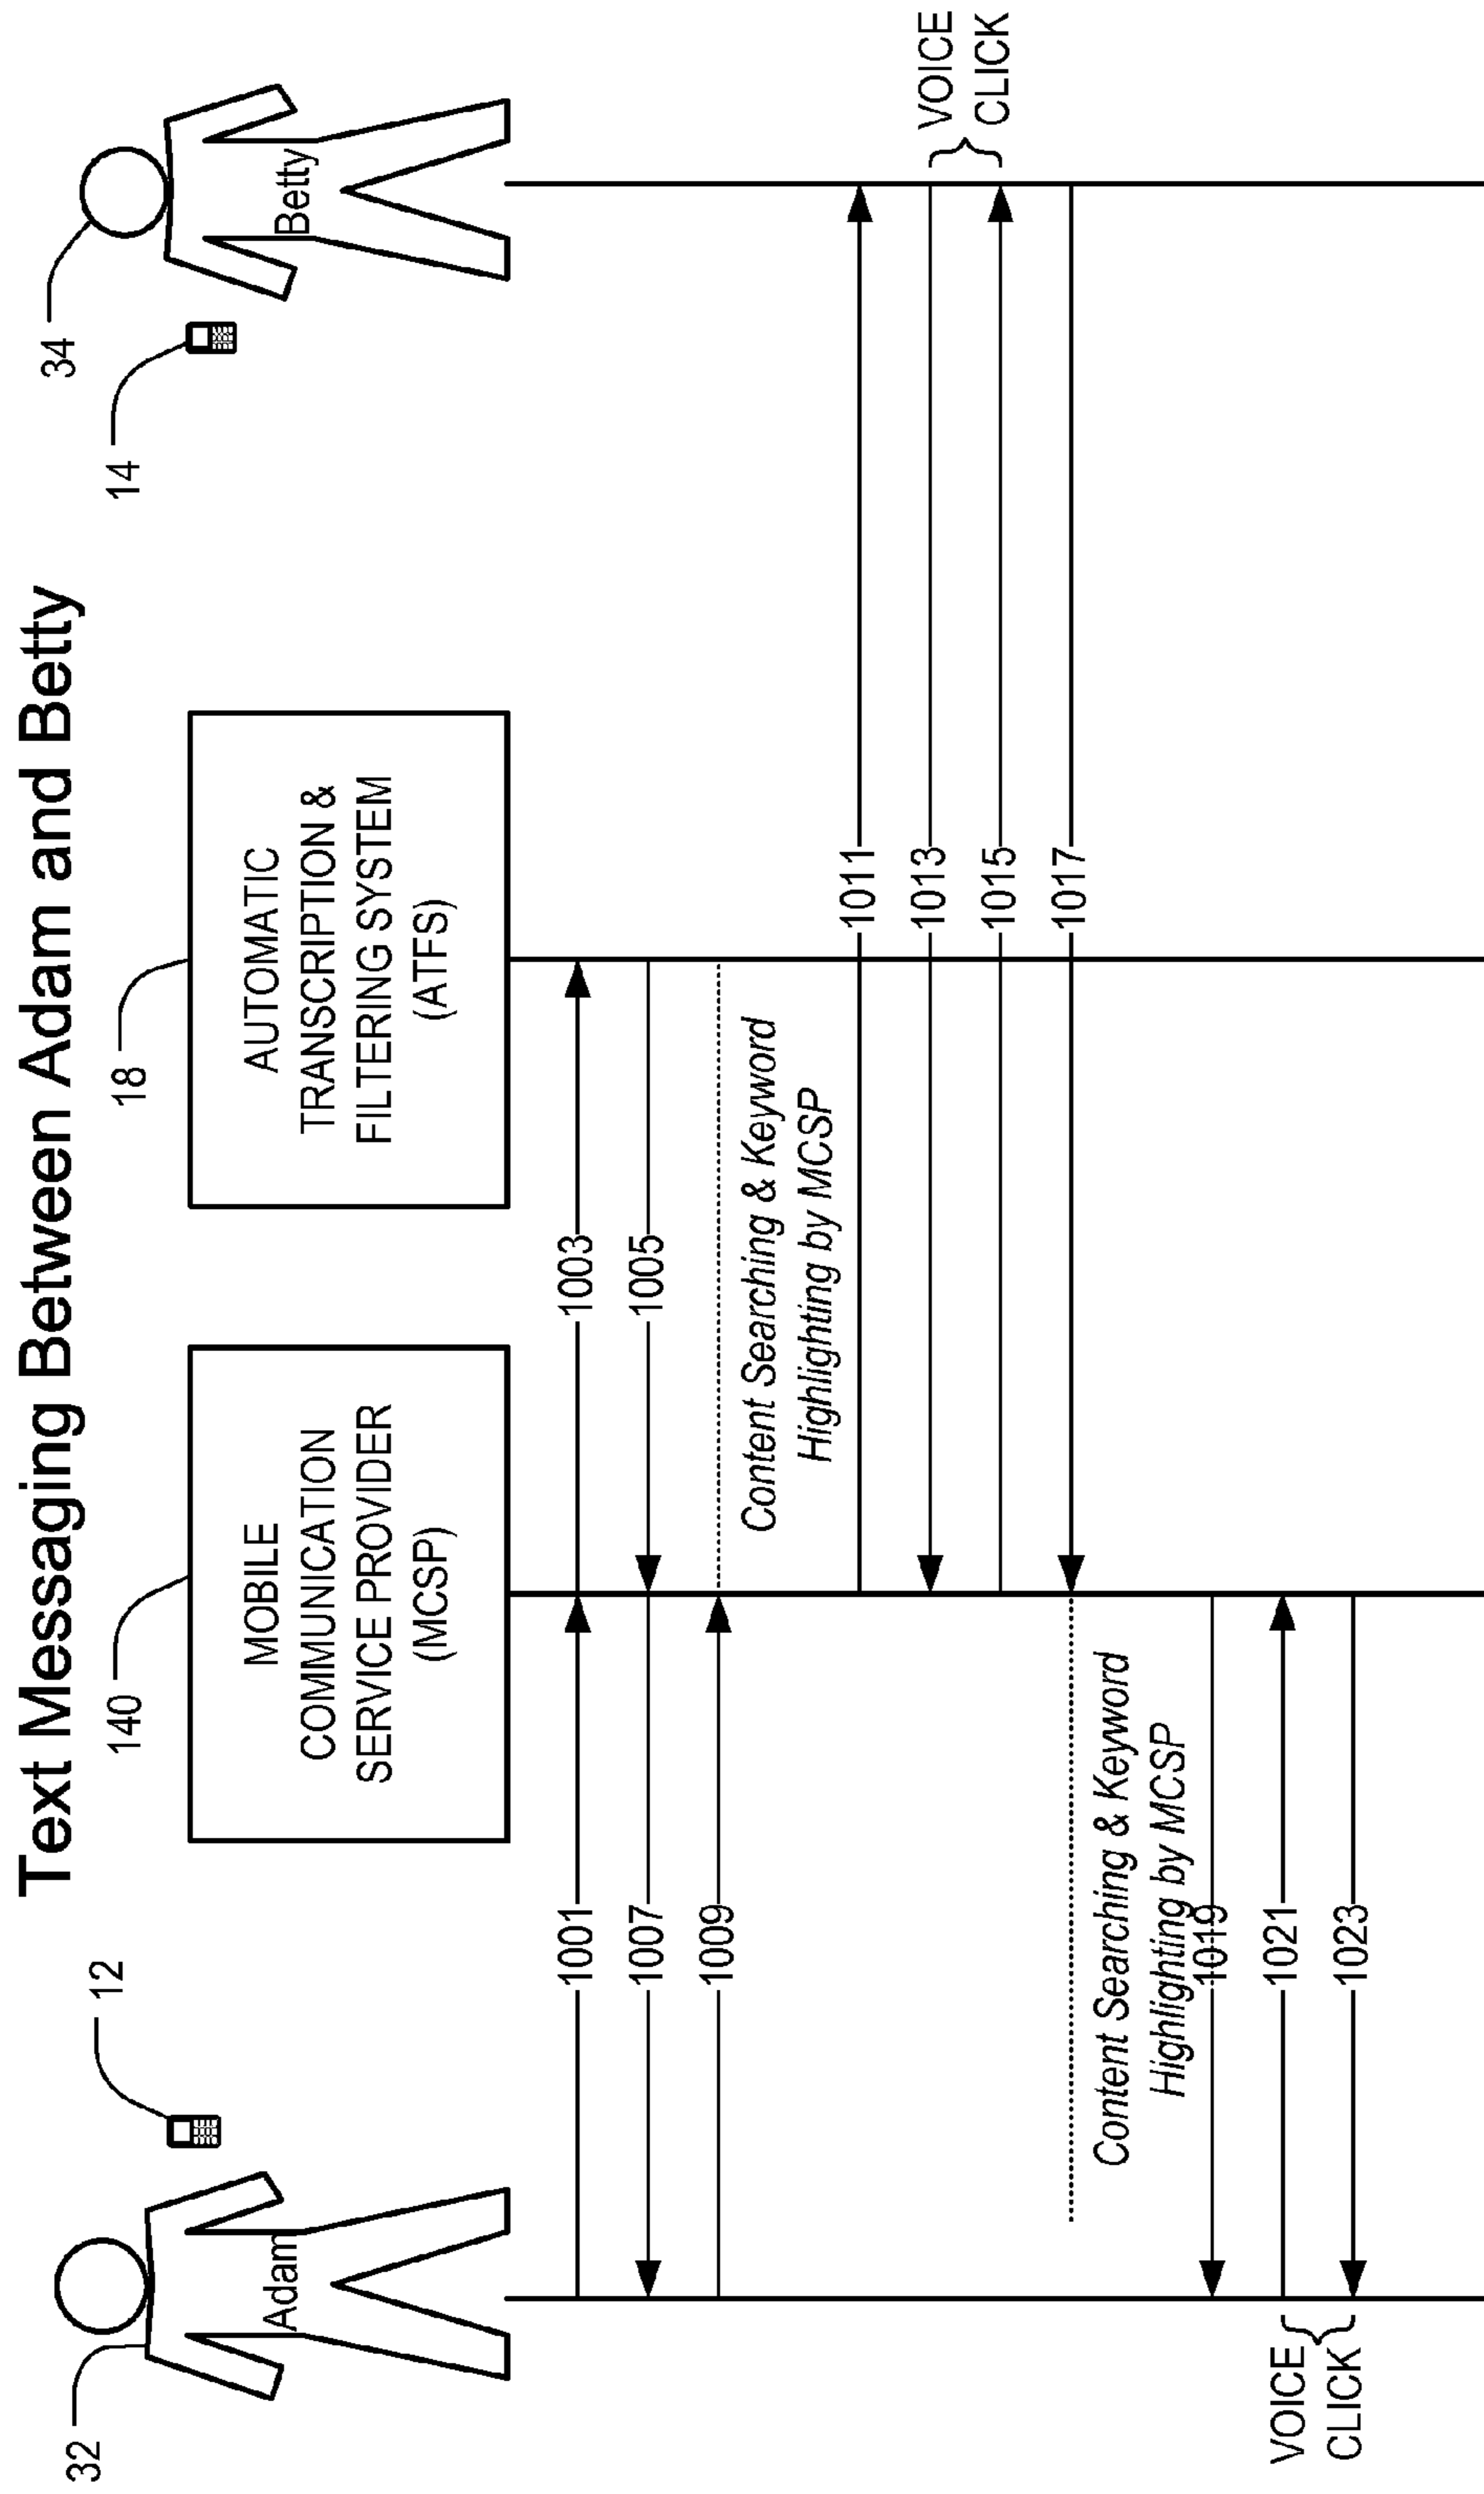 Text Messaging Between Adam and Betty
32
12
140
18
14
34
Adam
MOBILE
COMMUNICATION
SERVICE PROVIDER
(MCSP)
AUTOMATIC
TRANSCRIPTION &
FILTERING SYSTEM
(ATFS)
Betty
1001
1003
1007
1005
1009
Content Searching & Keyword
Highlighting by MCSP
1011
1013
VOICE
CLICK
1015
1017
Content Searching & Keyword
Highlighting by MCSP
1019
VOICE
CLICK
1021
1023